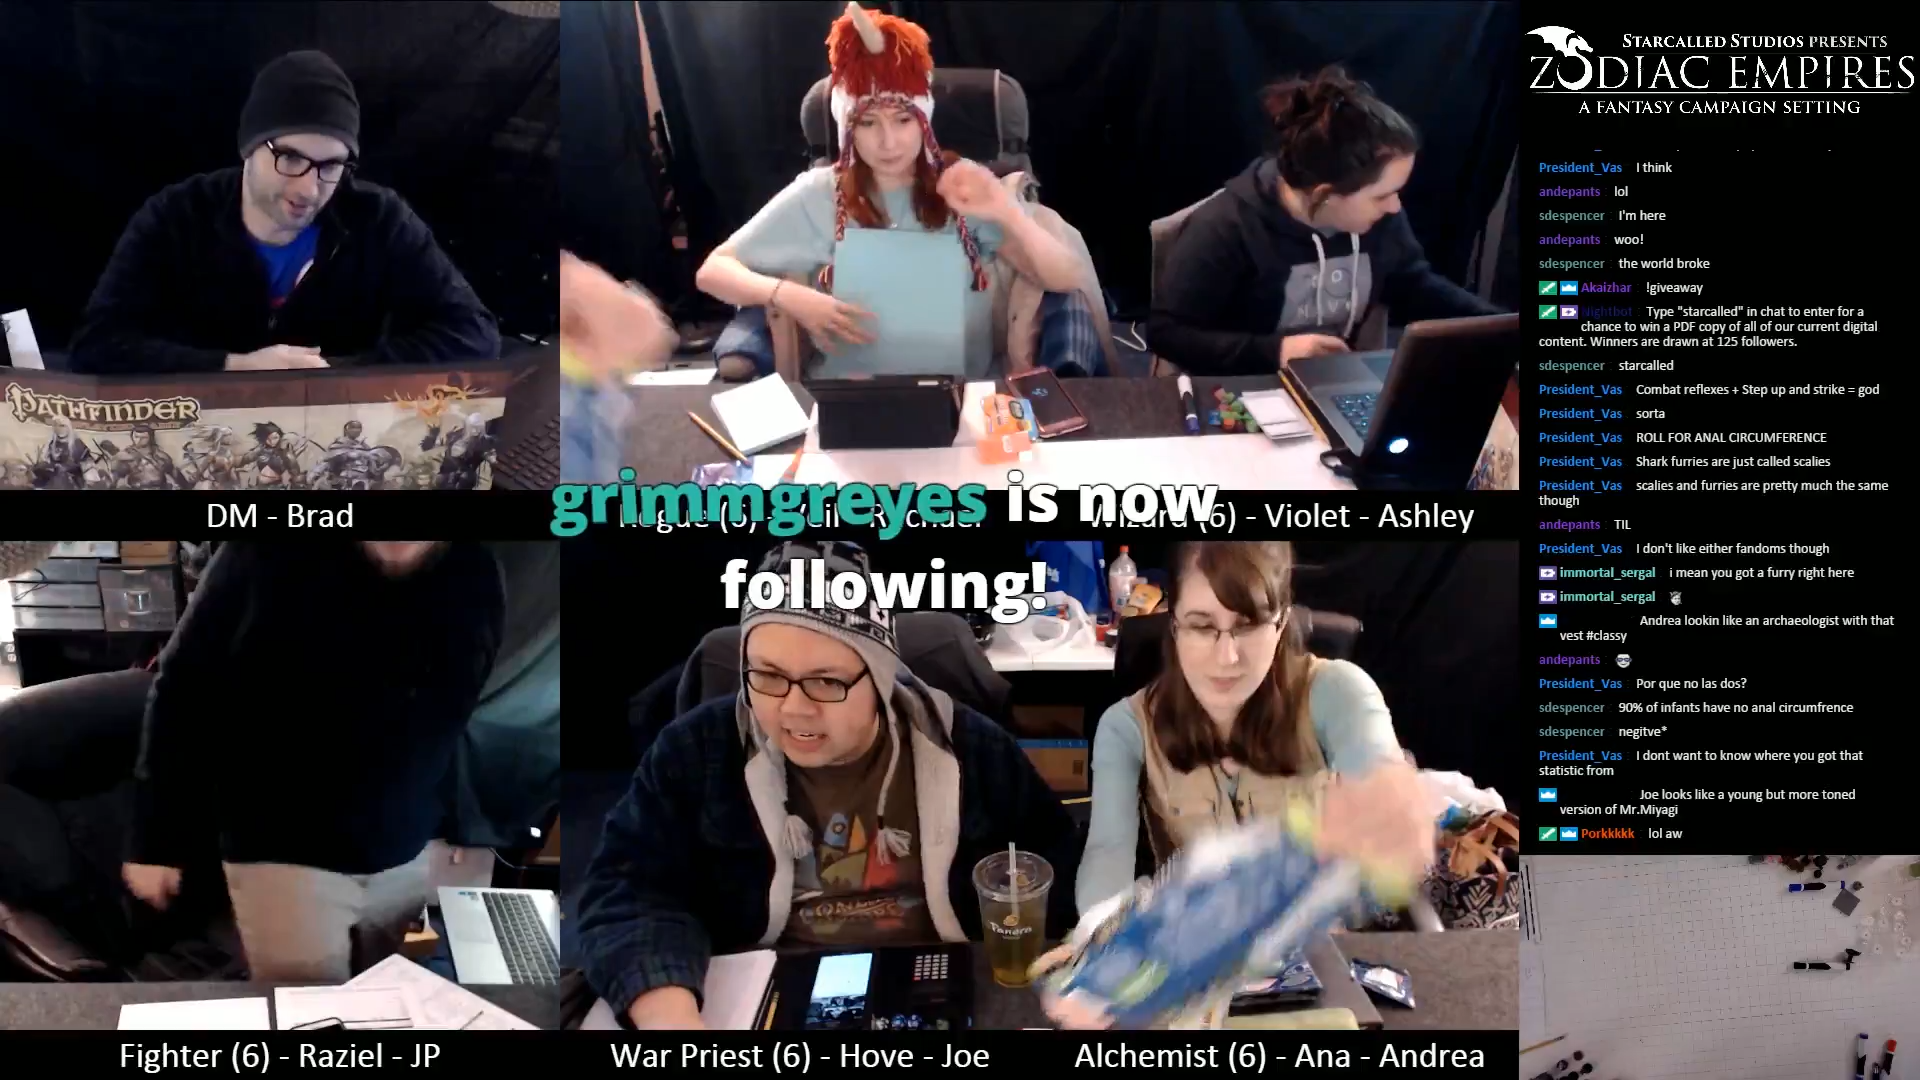 STARCALLED STUDIOS PRESENTS
ZODIAC EMPIRES
A FANTASY CAMPAIGN SETTING
PATHFINDER
DM - Brad
grimmgreyes is now
following!
(6) - Violet - Ashley
Fighter (6) - Raziel - JP
War Priest (6) - Hove - Joe
Alchemist (6) - Ana - Andrea
Panera
President_Vas : I think
andepants : lol
sdespencer : I'm here
andepants : woo!
sdespencer : the world broke
Akaizhar : !giveaway
Nightbot : Type "starcalled" in chat to enter for a
chance to win a PDF copy of all of our current digital
content. Winners are drawn at 125 followers.
sdespencer : starcalled
President_Vas : Combat reflexes + Step up and strike = god
President_Vas : sorta
President_Vas : ROLL FOR ANAL CIRCUMFERENCE
President_Vas : Shark furries are just called scalies
President_Vas : scalies and furries are pretty much the same
though
andepants : TIL
President_Vas : I don't like either fandoms though
immortal_sergal : i mean you got a furry right here
immortal_sergal :
Andrea lookin like an archaeologist with that
vest #classy
andepants :
President_Vas : Por que no las dos?
sdespencer : 90% of infants have no anal circumfrence
sdespencer : negitve*
President_Vas : I dont want to know where you got that
statistic from
Joe looks like a young but more toned
version of Mr.Miyagi
Porkkkkk : lol aw